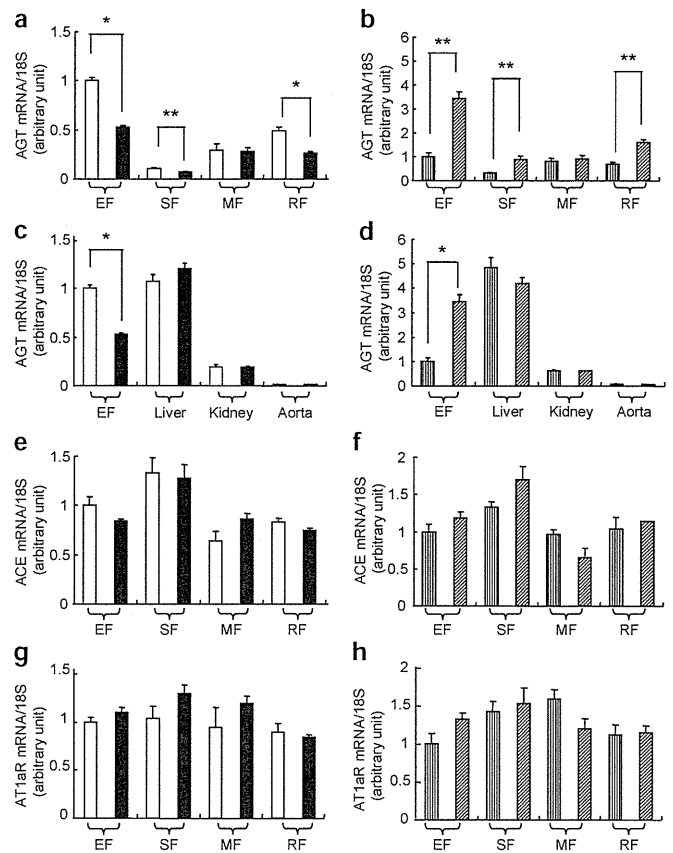 a
AGT mRNA/18S
(arbitrary unit)
1.5
1
0.5
0
*
**
*
EF
SF
MF
RF
b
AGT mRNA/18S
(arbitrary unit)
6
5
4
3
2
1
0
**
**
**
EF
SF
MF
RF
c
AGT mRNA/18S
(arbitrary unit)
1.5
1
0.5
0
*
EF
Liver
Kidney
Aorta
d
AGT mRNA/18S
(arbitrary unit)
6
5
4
3
2
1
0
*
EF
Liver
Kidney
Aorta
e
ACE mRNA/18S
(arbitrary unit)
1.5
1
0.5
0
EF
SF
MF
RF
f
ACE mRNA/18S
(arbitrary unit)
2
1.5
1
0.5
0
EF
SF
MF
RF
g
AT1aR mRNA/18S
(arbitrary unit)
1.5
1
0.5
0
EF
SF
MF
RF
h
AT1aR mRNA/18S
(arbitrary unit)
2
1.5
1
0.5
0
EF
SF
MF
RF